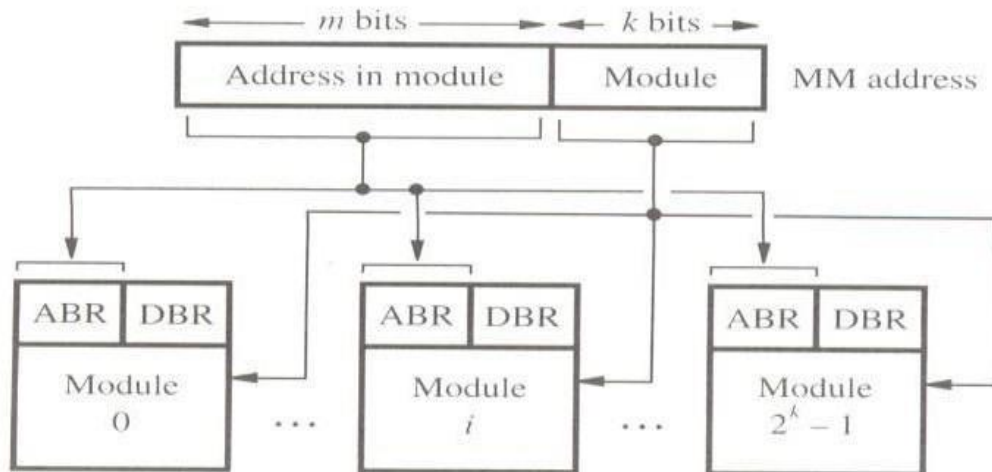 m bits k bits
Address in module Module MM address
ABR DBR ABR DBR ABR DBR
Module Module Module
0 ... i ... 2^k − 1